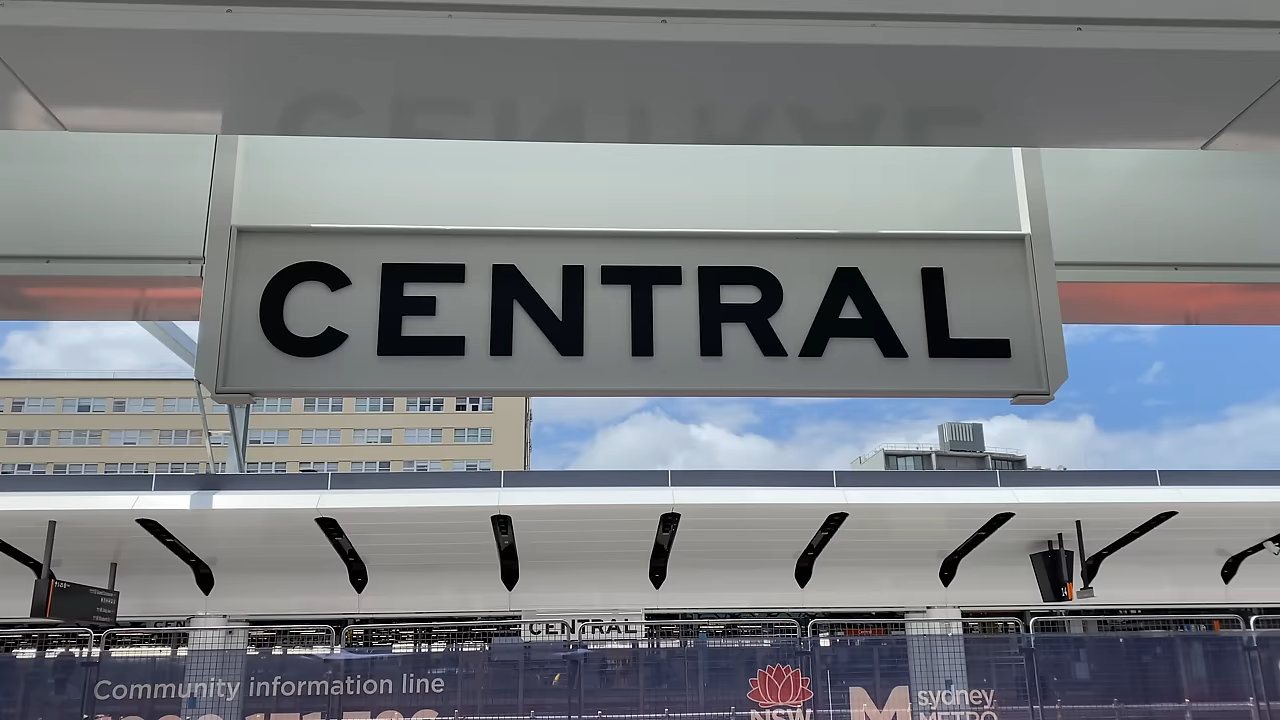 CENTRAL
CENTRAL
Community information line
NSW
sydney
METRO